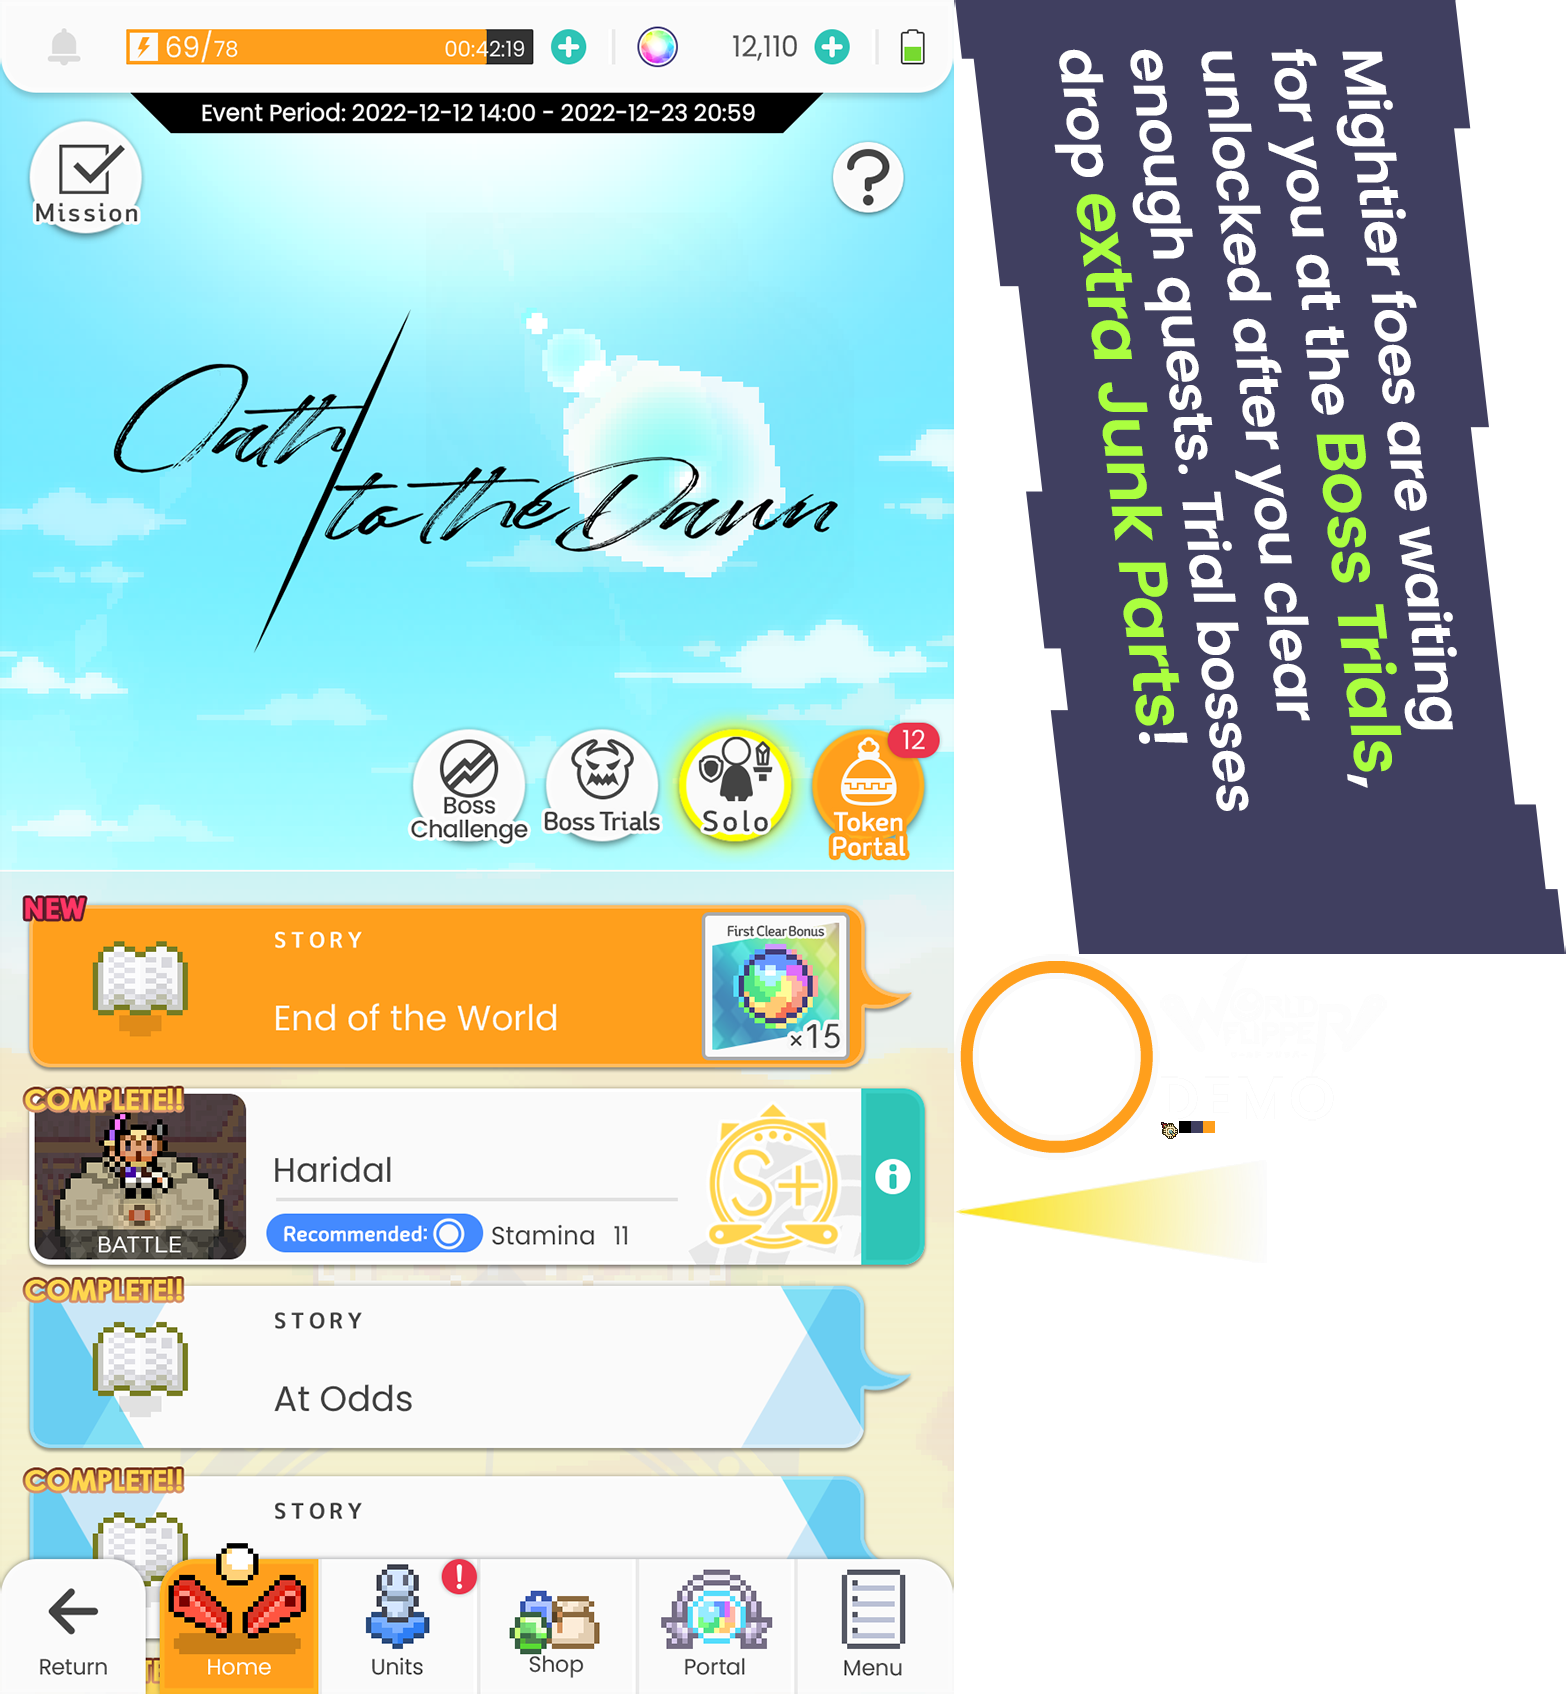 69/78
00:42:19
12,110
Event Period: 2022-12-12 14:00 - 2022-12-23 20:59
Mission
?
Oath
to the Dawn
12
Boss
Challenge
Boss Trials
Solo
Token
Portal
NEW
STORY
End of the World
First Clear Bonus
×15
COMPLETE!!
Haridal
S+
BATTLE
Recommended:
Stamina 11
COMPLETE!!
STORY
At Odds
COMPLETE!!
STORY
Return
Home
Units
!
Shop
Portal
Menu
Mightier foes are waiting
for you at the Boss Trials,
unlocked after you clear
enough quests. Trial bosses
drop extra Junk Parts!